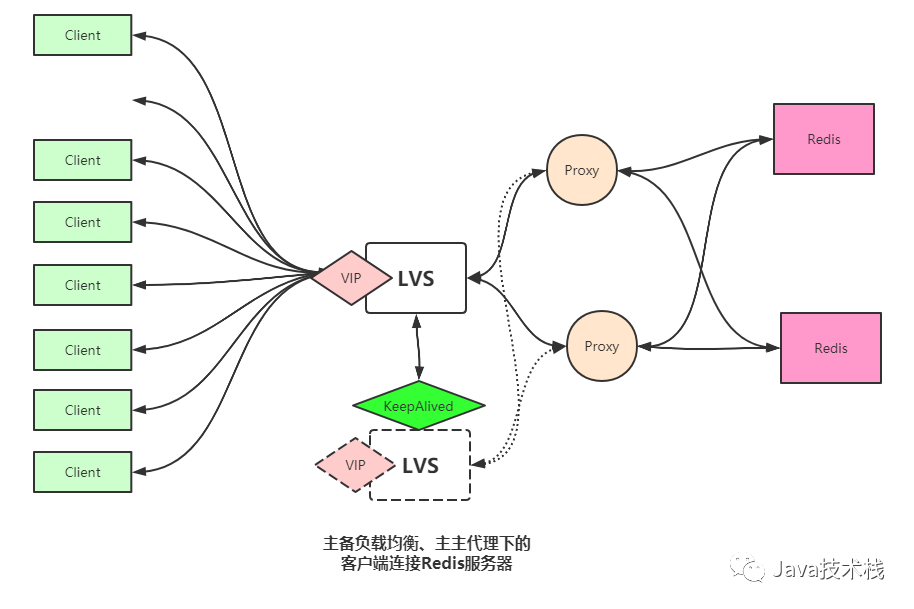 Client
Client
Client
Client
Client
Client
Client
VIP
LVS
KeepAlived
VIP
LVS
Proxy
Proxy
Redis
Redis
主备负载均衡、主主代理下的
客户端连接Redis服务器
Java技术栈